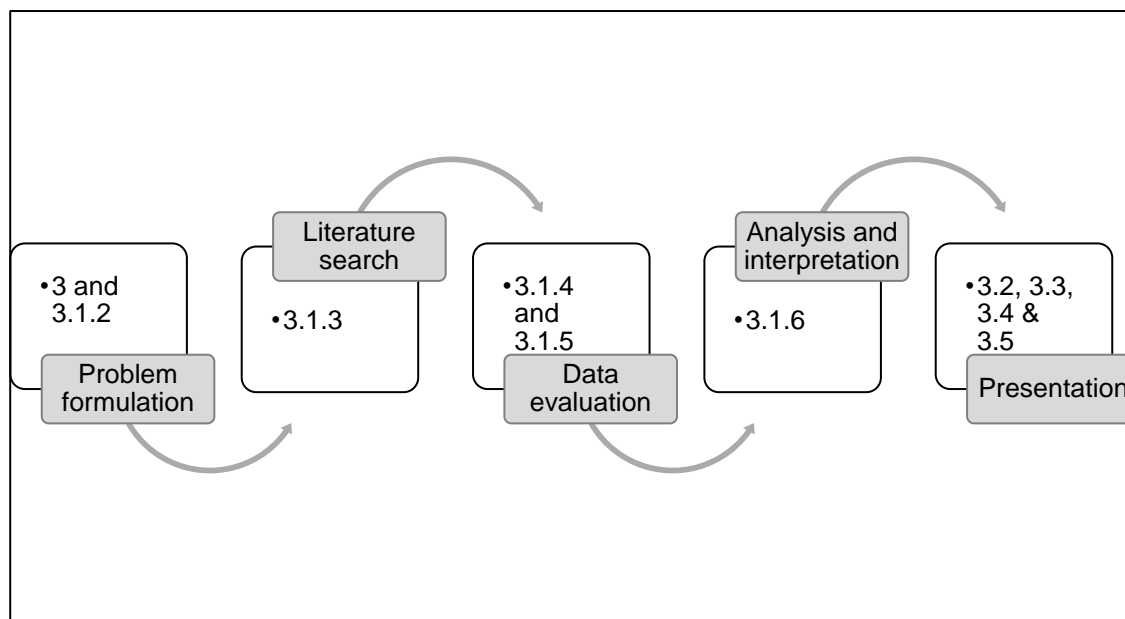 •3 and
3.1.2
Problem
formulation
Literature
search
•3.1.3
•3.1.4
and
3.1.5
Data
evaluation
Analysis and
interpretation
•3.1.6
•3.2, 3.3,
3.4 &
3.5
Presentation